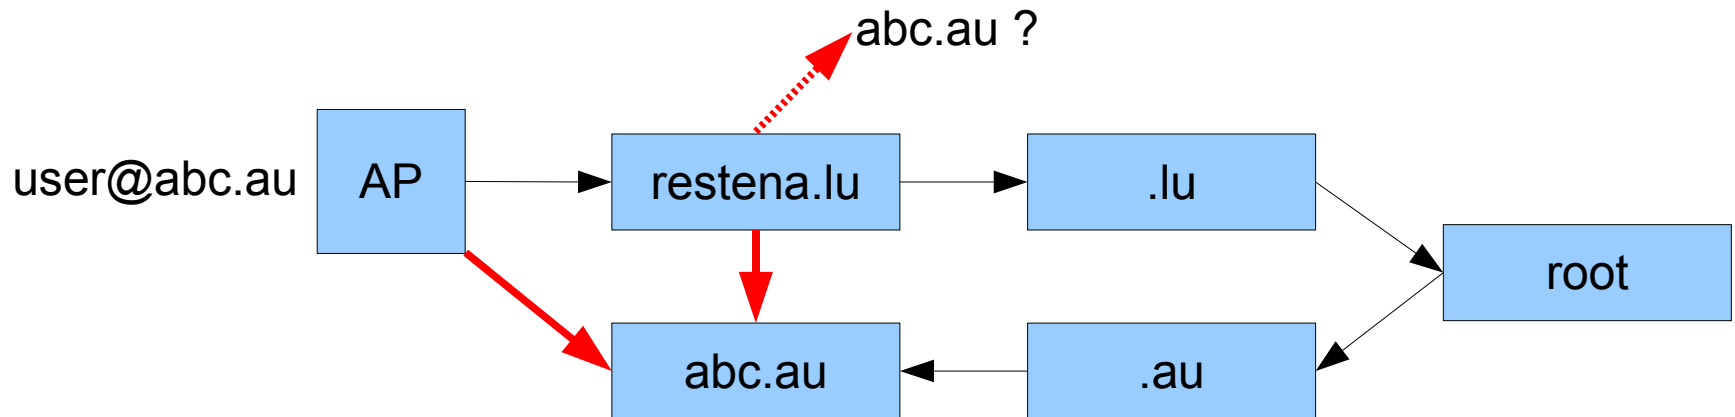 abc.au ?
user@abc.au
AP
restena.lu
.lu
root
abc.au
.au